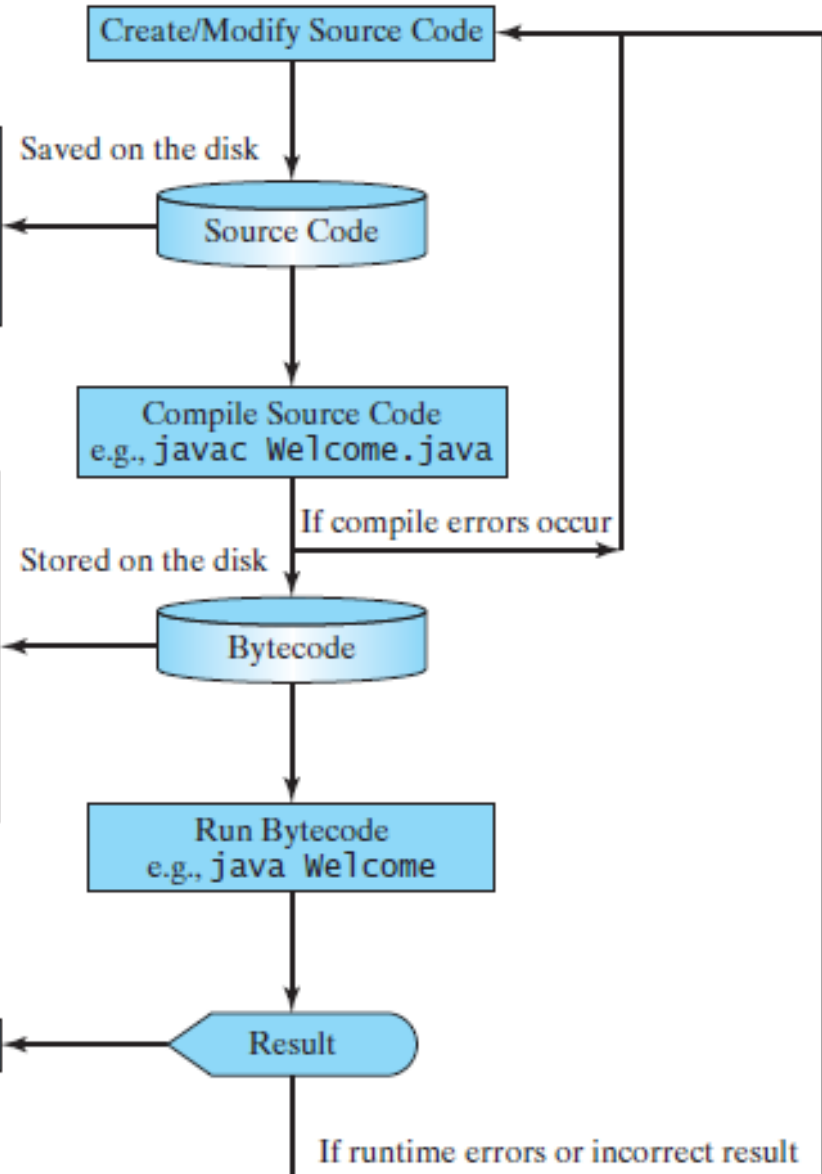 Create/Modify Source Code
Saved on the disk
Source Code
Compile Source Code
e.g., javac Welcome.java
If compile errors occur
Stored on the disk
Bytecode
Run Bytecode
e.g., java Welcome
Result
If runtime errors or incorrect result